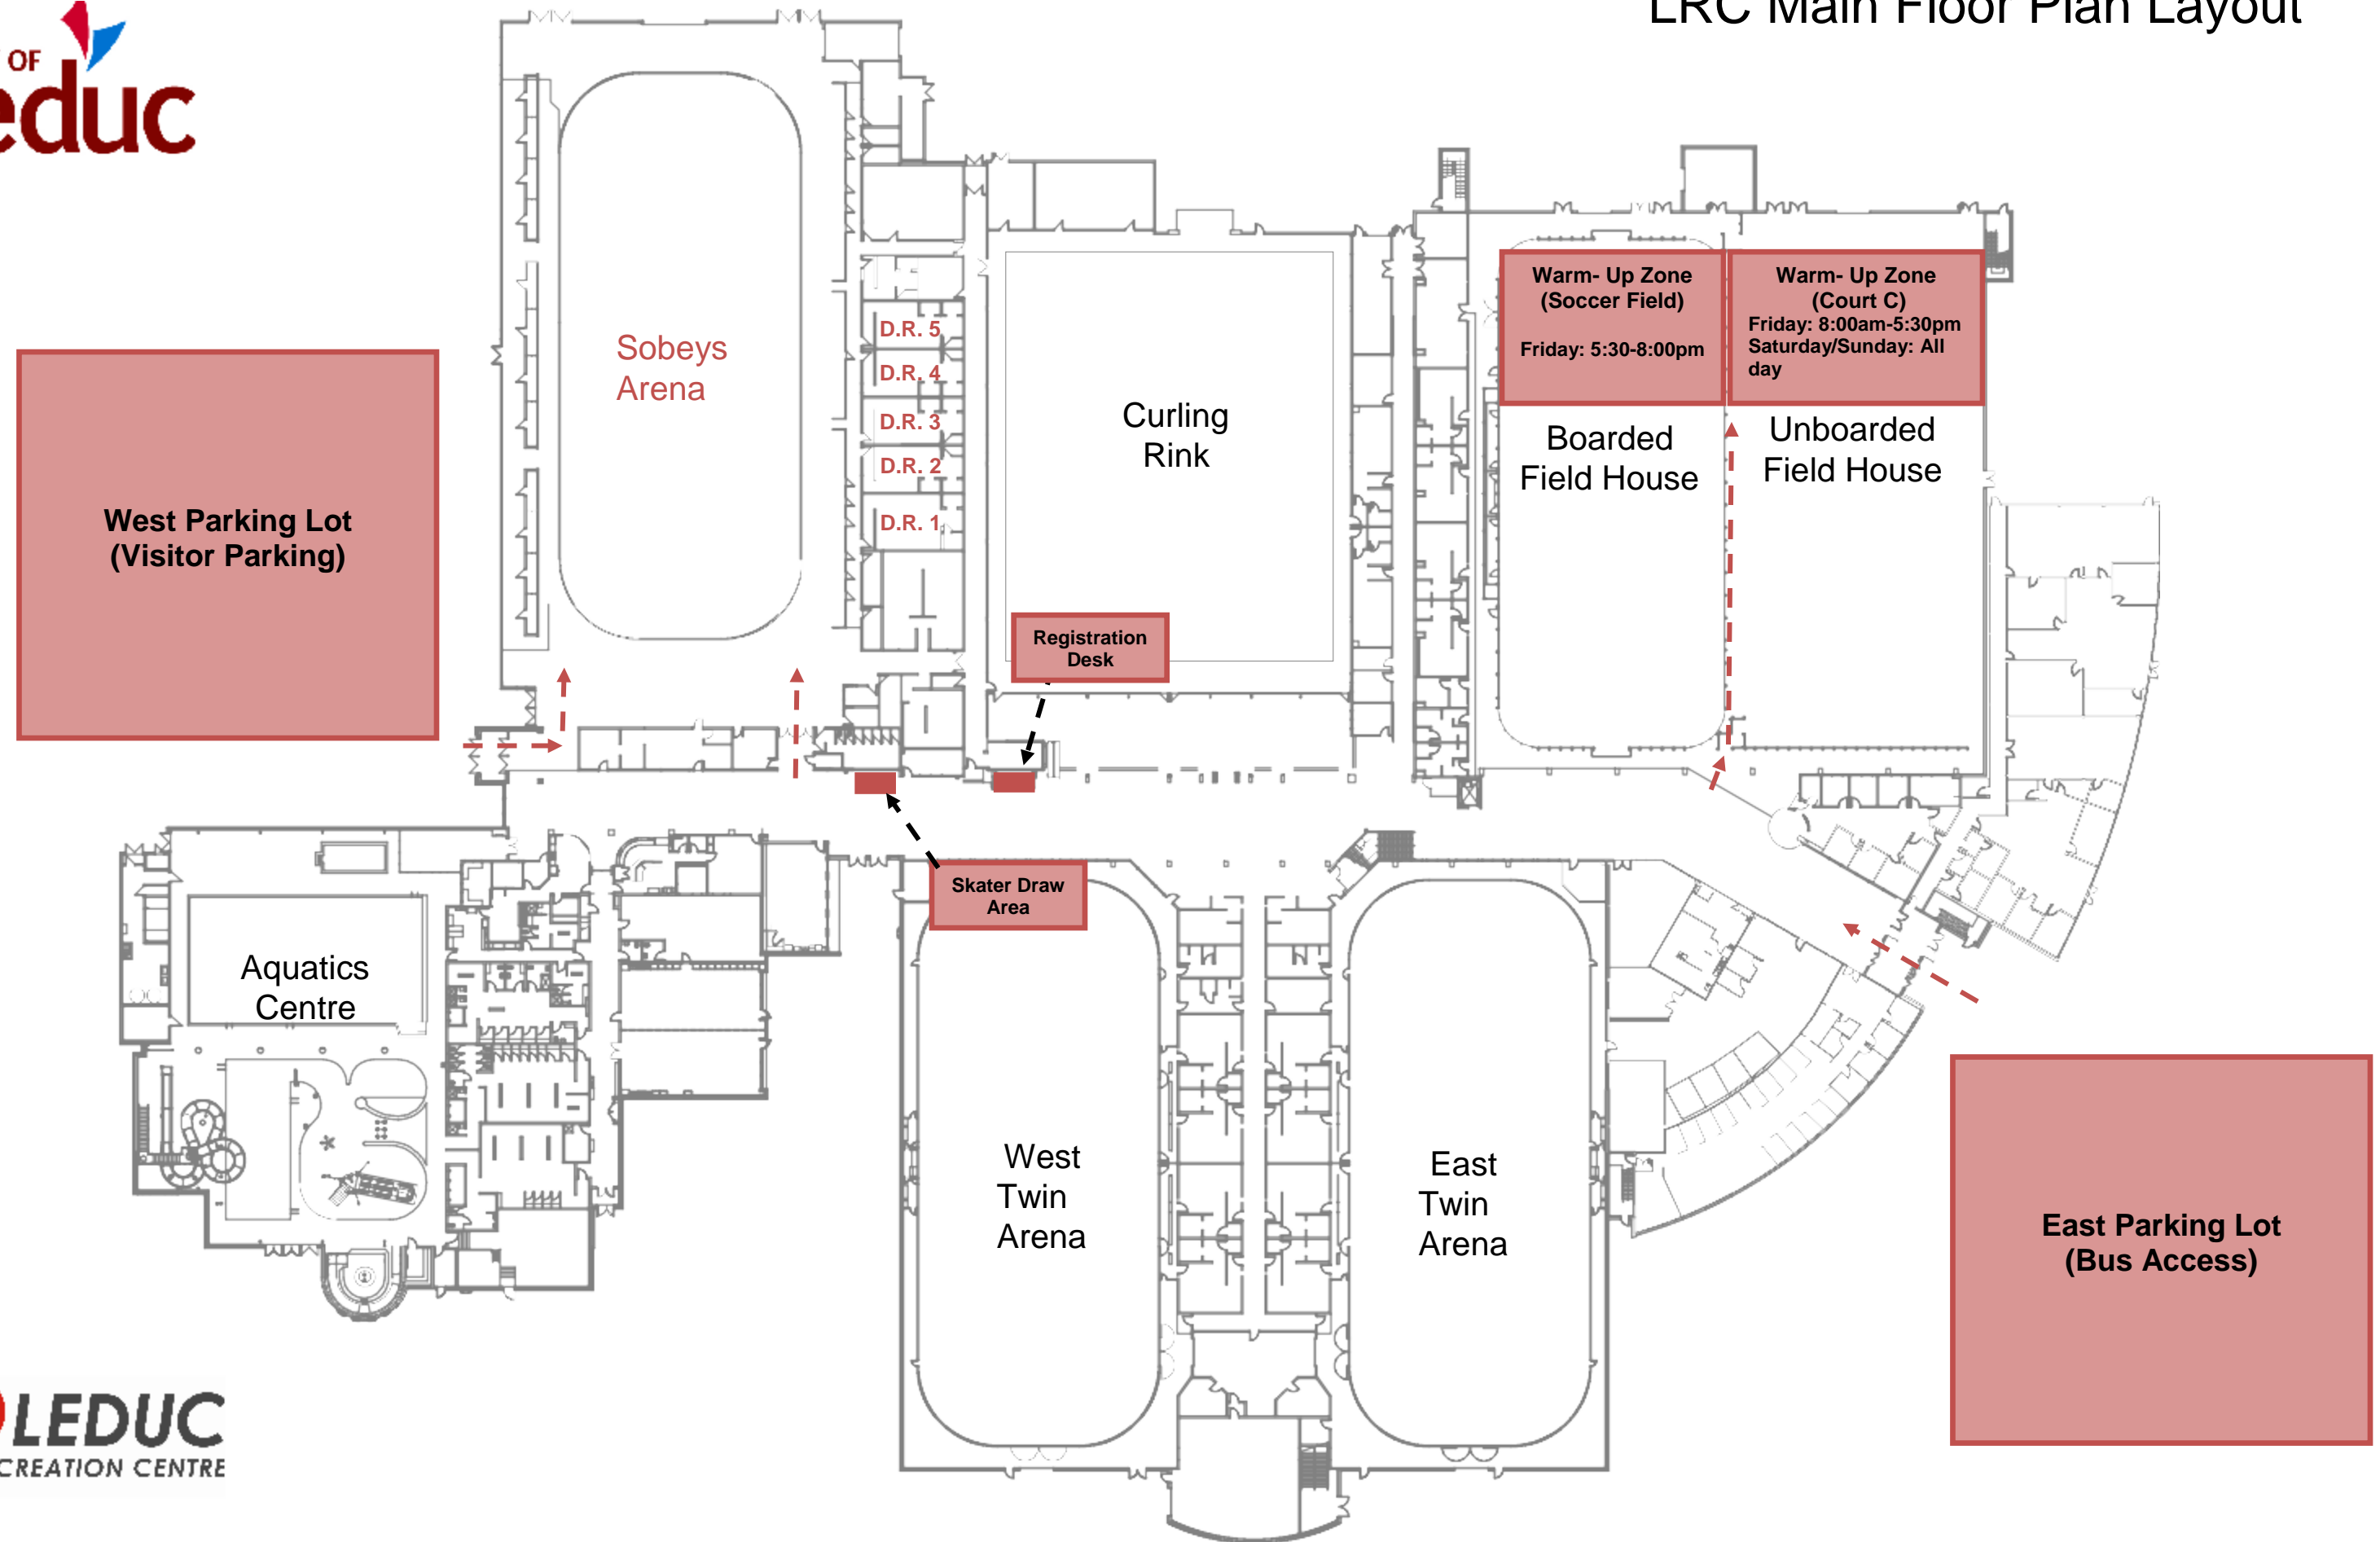 LRC Main Floor Plan Layout
OF
educ
Sobeys
Arena
D.R. 5
D.R. 4
D.R. 3
D.R. 2
D.R. 1
Curling
Rink
Warm- Up Zone
(Soccer Field)
Friday: 5:30-8:00pm
Warm- Up Zone
(Court C)
Friday: 8:00am-5:30pm
Saturday/Sunday: All
day
Boarded
Field House
Unboarded
Field House
West Parking Lot
(Visitor Parking)
Registration
Desk
Skater Draw
Area
Aquatics
Centre
West
Twin
Arena
East
Twin
Arena
East Parking Lot
(Bus Access)
LEDUC
CREATION CENTRE